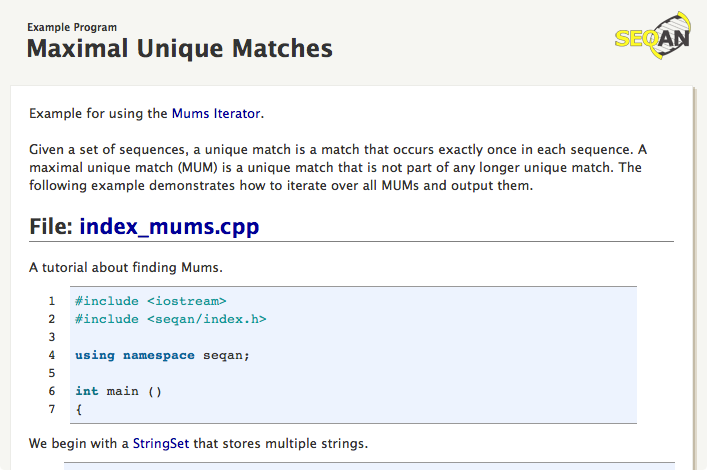 Example Program
Maximal Unique Matches
SEQAN
Example for using the Mums Iterator.
Given a set of sequences, a unique match is a match that occurs exactly once in each sequence. A
maximal unique match (MUM) is a unique match that is not part of any longer unique match. The
following example demonstrates how to iterate over all MUMs and output them.
File: index_mums.cpp
A tutorial about finding Mums.
1 #include <iostream>
2 #include <seqan/index.h>
3
4 using namespace seqan;
5
6 int main ()
7 {
We begin with a StringSet that stores multiple strings.